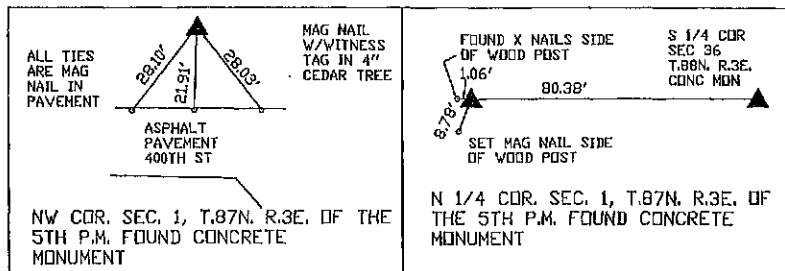 ALL TIES
ARE MAG
NAIL IN
PAVEMENT
28.10'
21.91'
28.03'
MAG NAIL
W/WITNESS
TAG IN 4"
CEDAR TREE
ASPHALT
PAVEMENT
400TH ST
NW COR. SEC. 1, T.87N. R.3E. OF THE
5TH P.M. FOUND CONCRETE
MONUMENT
FOUND X NAILS SIDE
OF WOOD POST
1.06'
80.38'
8.78'
S 1/4 COR
SEC 36
T.88N. R.3E.
CONC MON
SET MAG NAIL SIDE
OF WOOD POST
N 1/4 COR. SEC. 1, T.87N. R.3E. OF
THE 5TH P.M. FOUND CONCRETE
MONUMENT